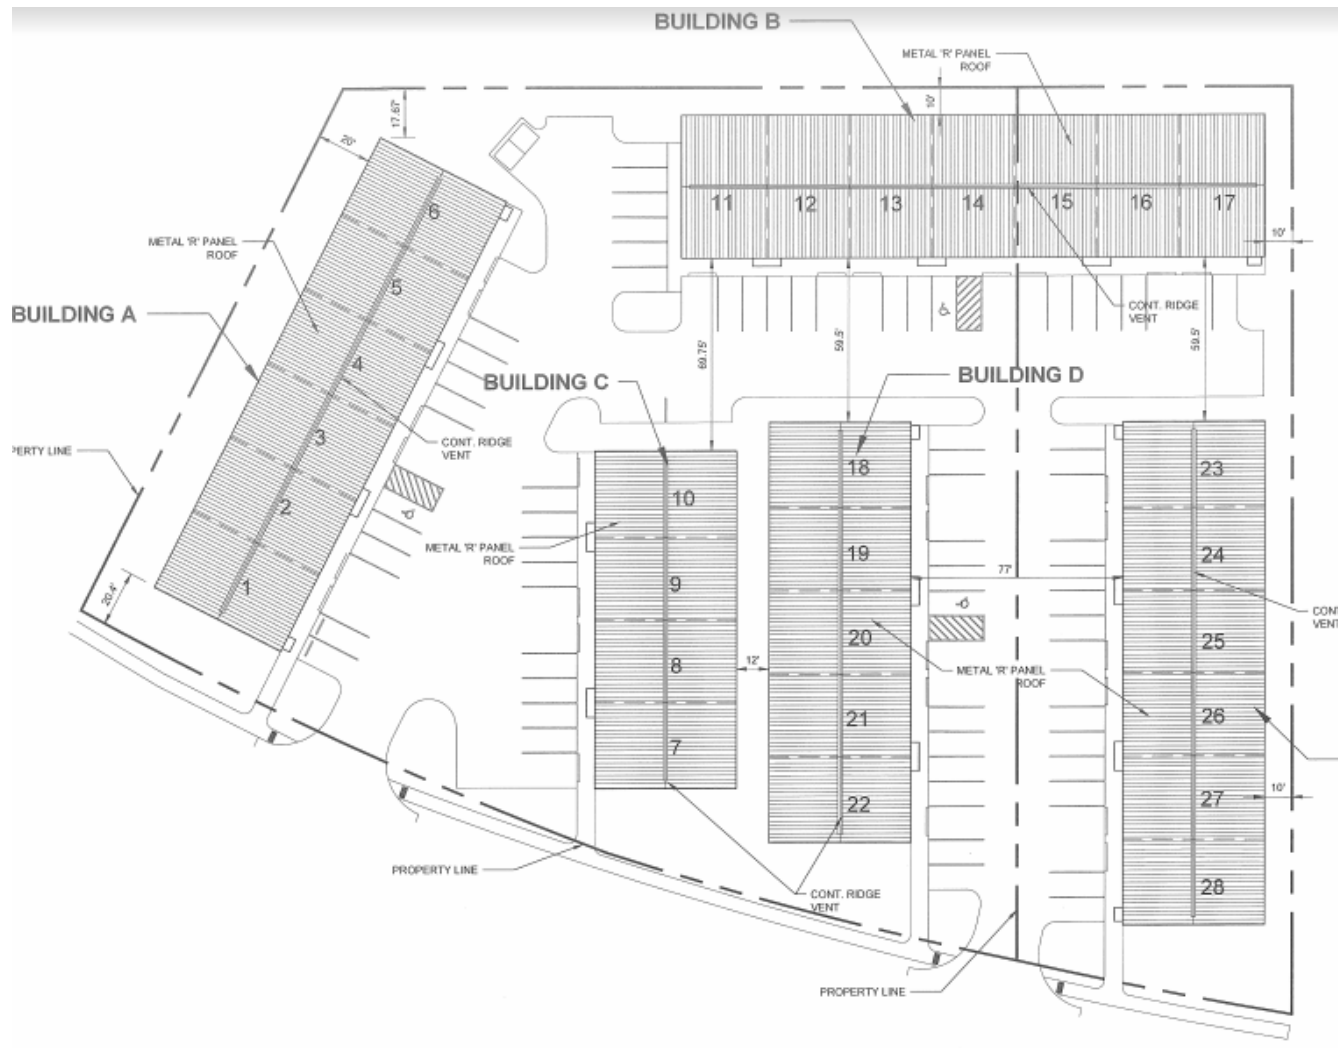 BUILDING B
METAL 'R' PANEL
ROOF
10'
17.67'
26'
11
12
13
14
15
16
17
6
METAL 'R' PANEL
ROOF
10'
5
BUILDING A
CONT. RIDGE
VENT
4
69.75'
59.5'
59.5'
BUILDING C
BUILDING D
3
CONT. RIDGE
VENT
PERTY LINE
2
18
23
10
METAL 'R' PANEL
ROOF
19
24
77'
1
20.4'
9
20
25
CONT
VENT
8
12'
METAL 'R' PANEL
ROOF
21
26
7
22
27
10'
PROPERTY LINE
CONT. RIDGE
VENT
28
PROPERTY LINE